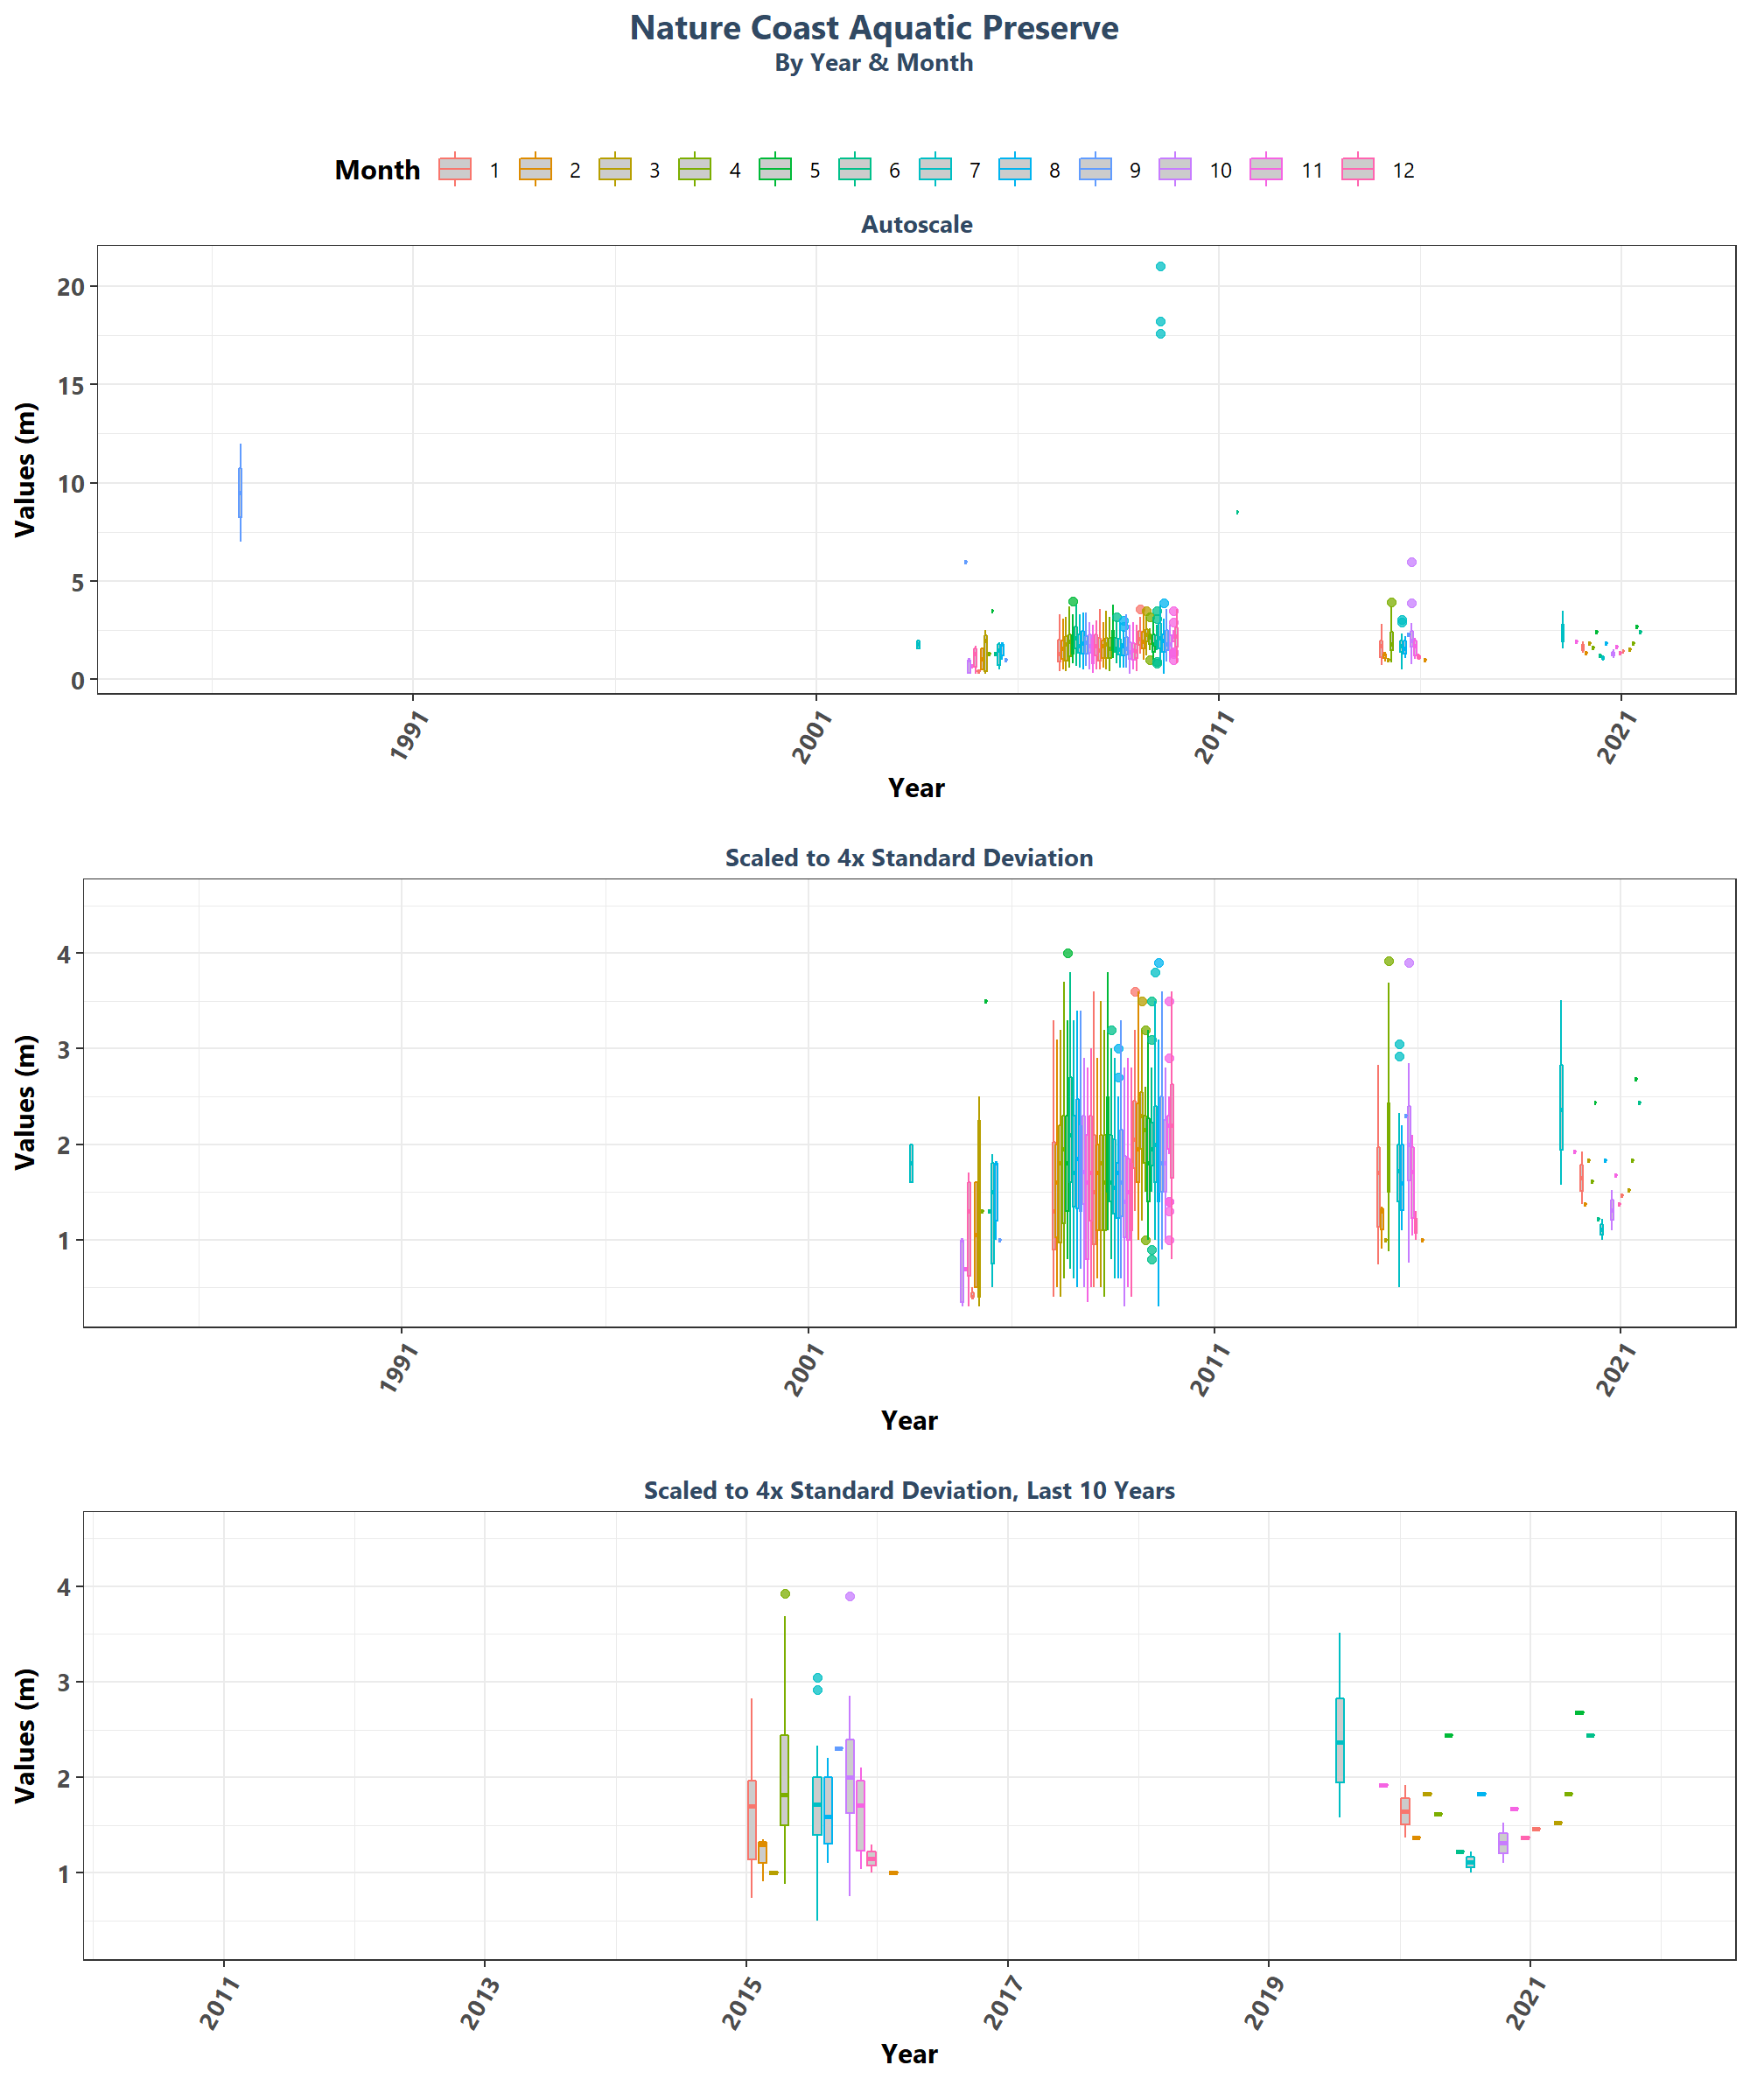 Nature Coast Aquatic Preserve
By Year & Month
Month 1 2 3 4 5 6 7 8 9 10 11 12
Autoscale
Values (m)
20
15
10
5
0
1991 2001 2011 2021
Year
Scaled to 4x Standard Deviation
Values (m)
4
3
2
1
1991 2001 2011 2021
Year
Scaled to 4x Standard Deviation, Last 10 Years
Values (m)
4
3
2
1
2011 2013 2015 2017 2019 2021
Year